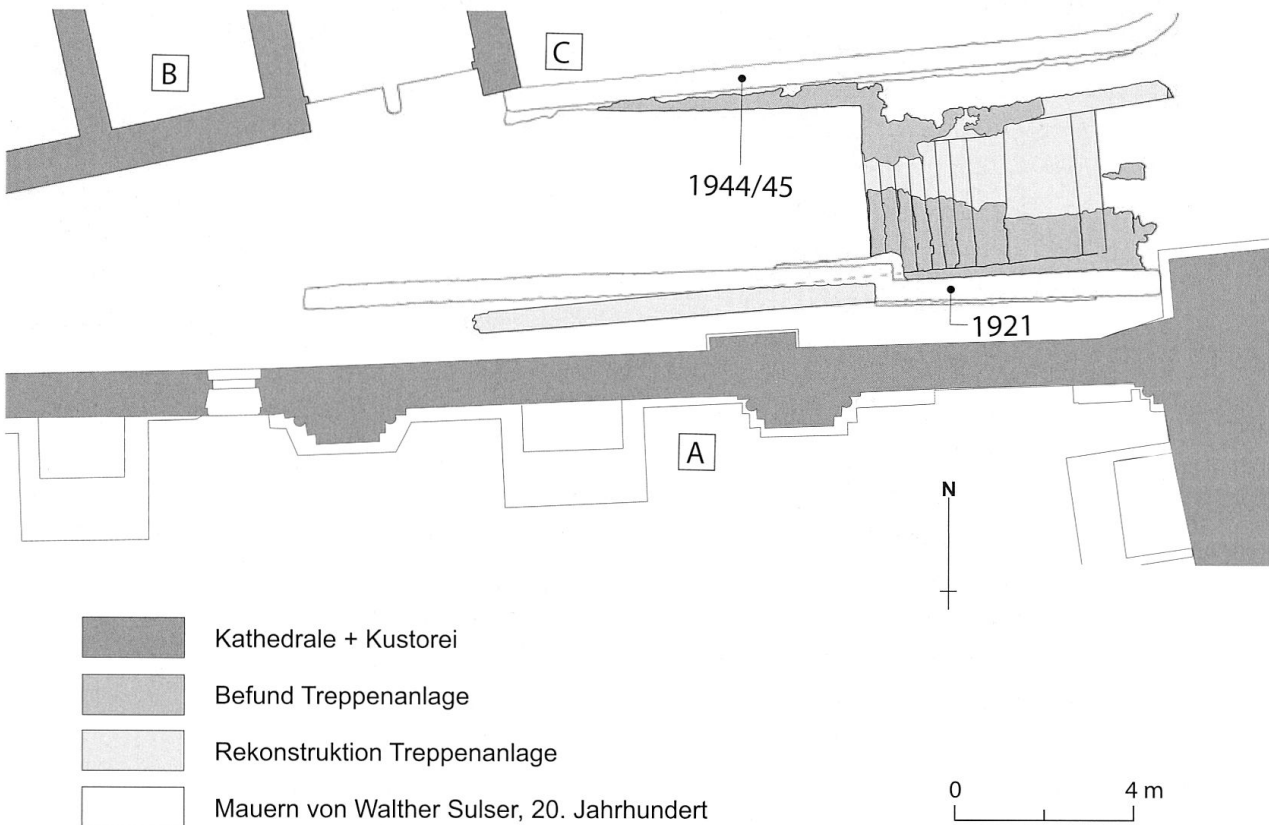 B
C
1944/45
1921
A
N
Kathedrale + Kustorei
Befund Treppenanlage
Rekonstruktion Treppenanlage
Mauern von Walther Sulser, 20. Jahrhundert
0 4 m